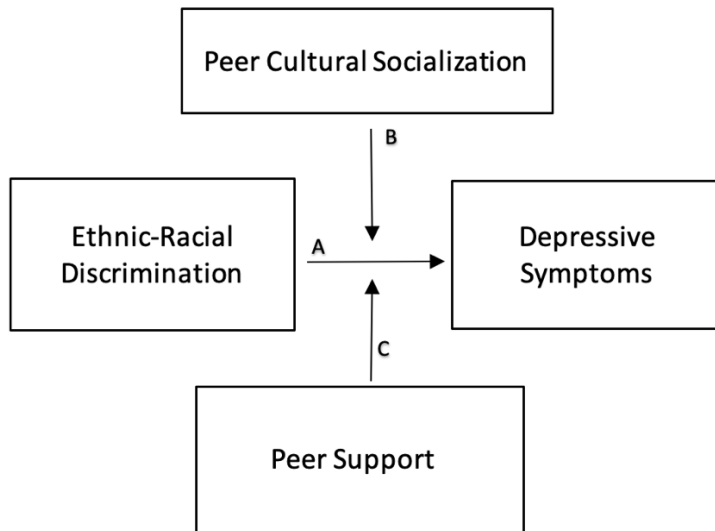 Peer Cultural Socialization
B
Ethnic-Racial
Discrimination
A
Depressive
Symptoms
C
Peer Support